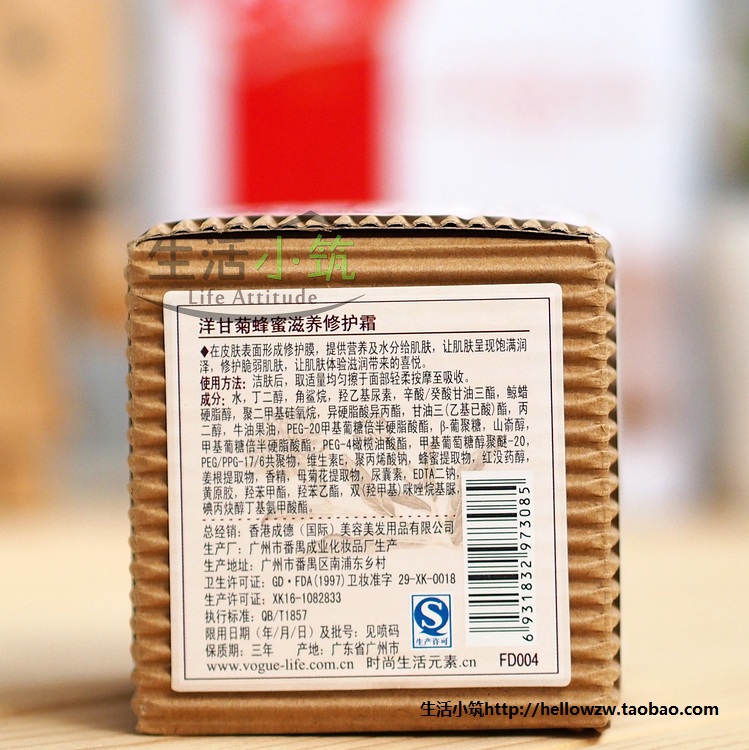 生活小筑
Life Attitude
洋甘菊蜂蜜滋养修护霜
◆在皮肤表面形成修护膜，提供营养及水分给肌肤，让肌肤呈现饱满润
泽，修护脆弱肌肤，让肌肤体验滋润带来的喜悦。
使用方法：洁肤后，取适量均匀擦于面部轻柔按摩至吸收。
成分：水，丁二醇，角鲨烷，羟乙基尿素，辛酸/癸酸甘油三酯，鲸蜡
硬脂醇，聚二甲基硅氧烷，异硬脂酸异丙酯，甘油三(乙基己酸)酯，丙
二醇，牛油果油，PEG-20甲基葡糖倍半硬脂酸酯，β-葡聚糖，山嵛醇，
甲基葡糖倍半硬脂酸酯，PEG-4橄榄油酸酯，甲基葡萄糖醇聚醚-20，
PEG/PPG-17/6共聚物，维生素E，聚丙烯酸钠，蜂蜜提取物，红没药醇，
姜根提取物，香精，母菊花提取物，尿囊素，EDTA二钠，
黄原胶，羟苯甲酯，羟苯乙酯，双(羟甲基)咪唑烷基脲，
碘丙炔醇丁基氨甲酸酯。
总经销：香港成德（国际）美容美发用品有限公司
生产厂：广州市番禺成业化妆品厂生产
生产地址：广州市番禺区南浦东乡村
卫生许可证：GD·FDA(1997)卫妆准字 29-XK-0018
生产许可证：XK16-1082833
执行标准：QB/T1857
限用日期（年/月/日）及批号：见喷码
保质期：三年 产地：广东省广州市
www.vogue-life.com.cn 时尚生活元素.cn
生产许可
6931832973085
FD004
生活小筑http://hellowzw.taobao.com